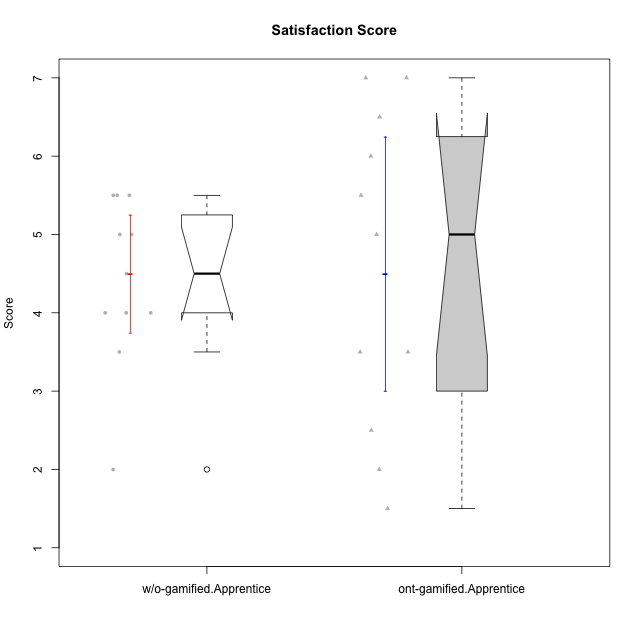 Satisfaction Score
Score
7
6
5
4
3
2
1
w/o-gamified.Apprentice
ont-gamified.Apprentice